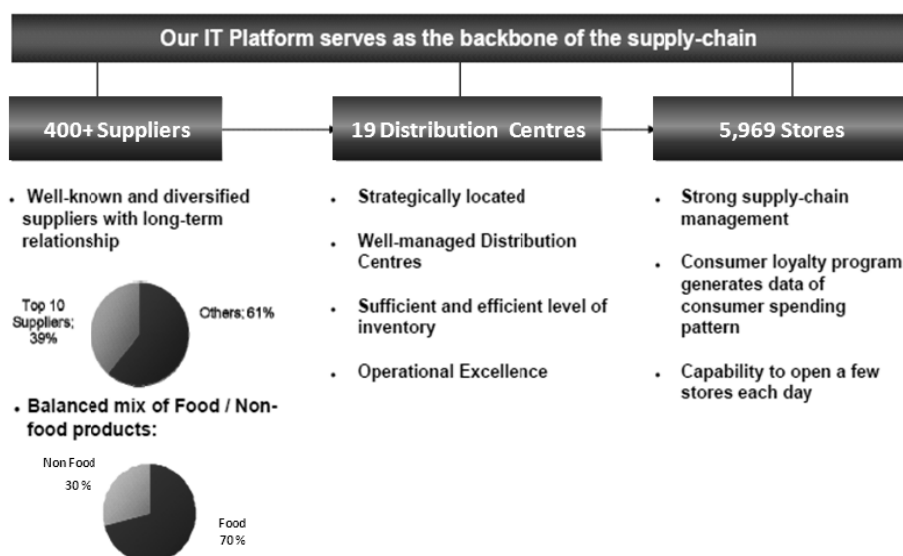 Our IT Platform serves as the backbone of the supply-chain
400+ Suppliers
19 Distribution Centres
5,969 Stores
• Well-known and diversified
suppliers with long-term
relationship
Top 10
Suppliers;
39%
Others; 61%
• Balanced mix of Food / Non-
food products:
Non Food
30 %
Food
70 %
• Strategically located
• Well-managed Distribution
Centres
• Sufficient and efficient level of
inventory
• Operational Excellence
• Strong supply-chain
management
• Consumer loyalty program
generates data of
consumer spending
pattern
• Capability to open a few
stores each day